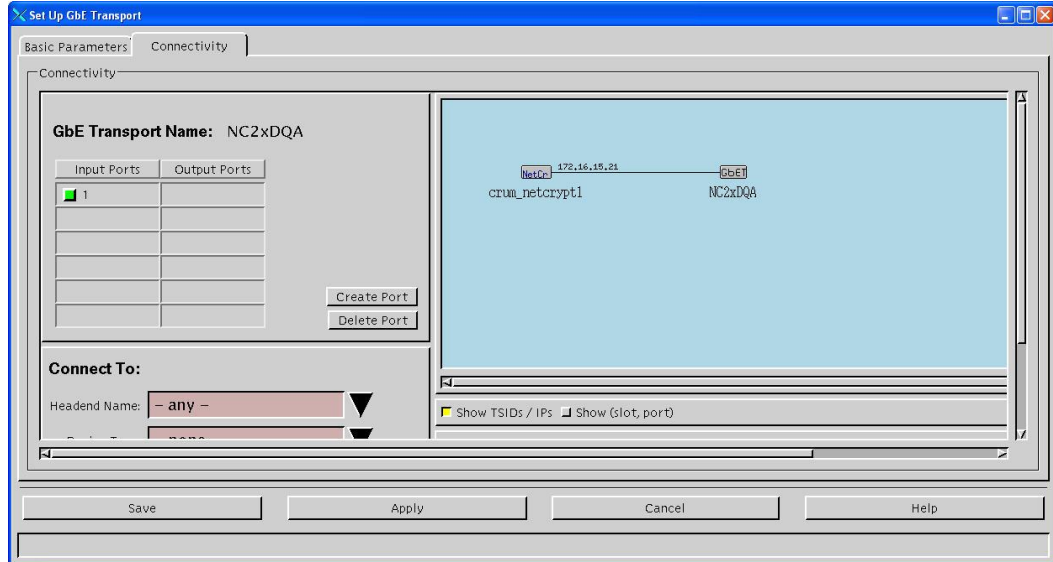 Set Up GbE Transport
Basic Parameters
Connectivity
Connectivity
GbE Transport Name: NC2xDQA
Input Ports
Output Ports
1
Create Port
Delete Port
Connect To:
Headend Name:
– any –
NetCr
172.16.15.21
GbET
crum_netcrypt1
NC2xDQA
Show TSIDs / IPs
Show (slot, port)
Save
Apply
Cancel
Help